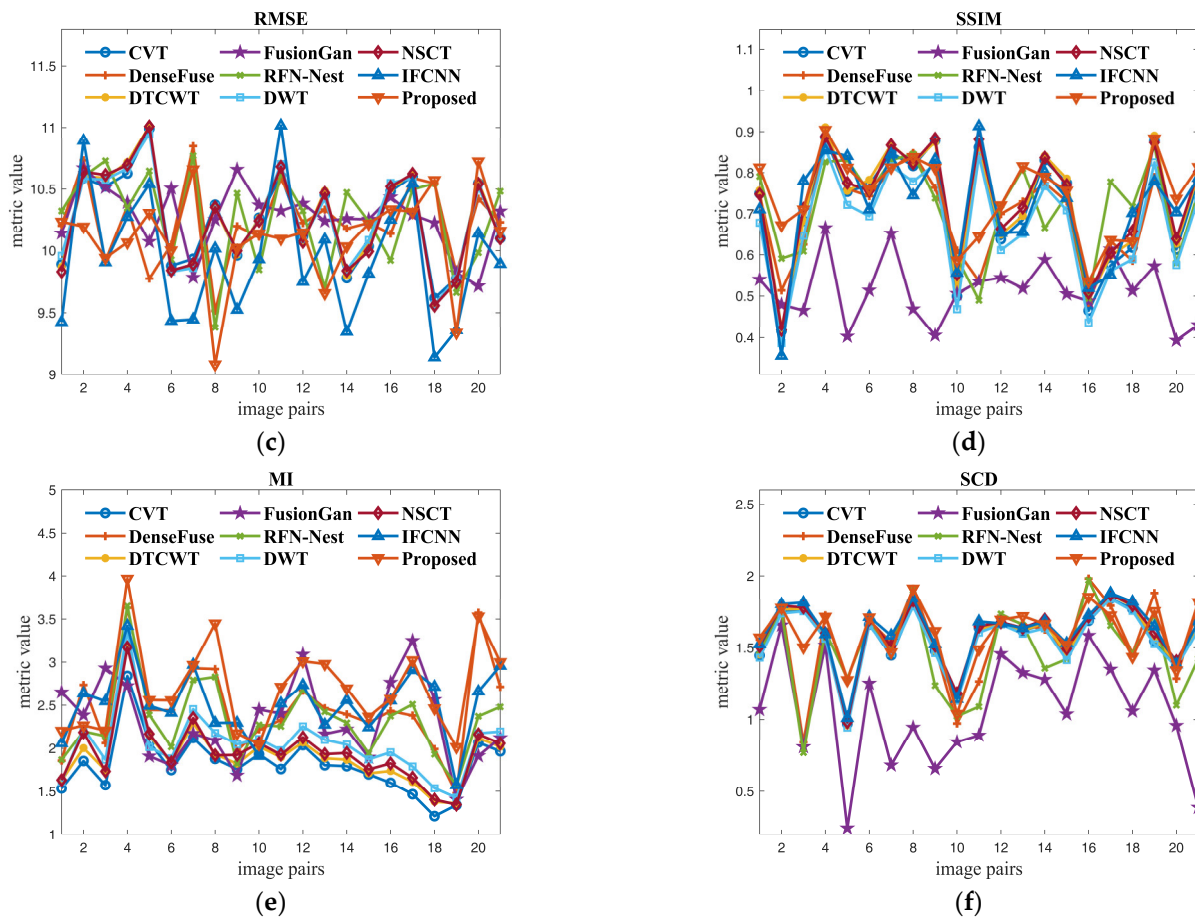 RMSE
CVT FusionGan NSCT
DenseFuse RFN-Nest IFCNN
DTCWT DWT Proposed
11.5
11
10.5
10
9.5
9
metric value
2 4 6 8 10 12 14 16 18 20
image pairs
(c)
SSIM
CVT FusionGan NSCT
DenseFuse RFN-Nest IFCNN
DTCWT DWT Proposed
1.1
1
0.9
0.8
0.7
0.6
0.5
0.4
metric value
2 4 6 8 10 12 14 16 18 20
image pairs
(d)
MI
CVT FusionGan NSCT
DenseFuse RFN-Nest IFCNN
DTCWT DWT Proposed
5
4.5
4
3.5
3
2.5
2
1.5
1
metric value
2 4 6 8 10 12 14 16 18 20
image pairs
(e)
SCD
CVT FusionGan NSCT
DenseFuse RFN-Nest IFCNN
DTCWT DWT Proposed
2.5
2
1.5
1
0.5
metric value
2 4 6 8 10 12 14 16 18 20
image pairs
(f)